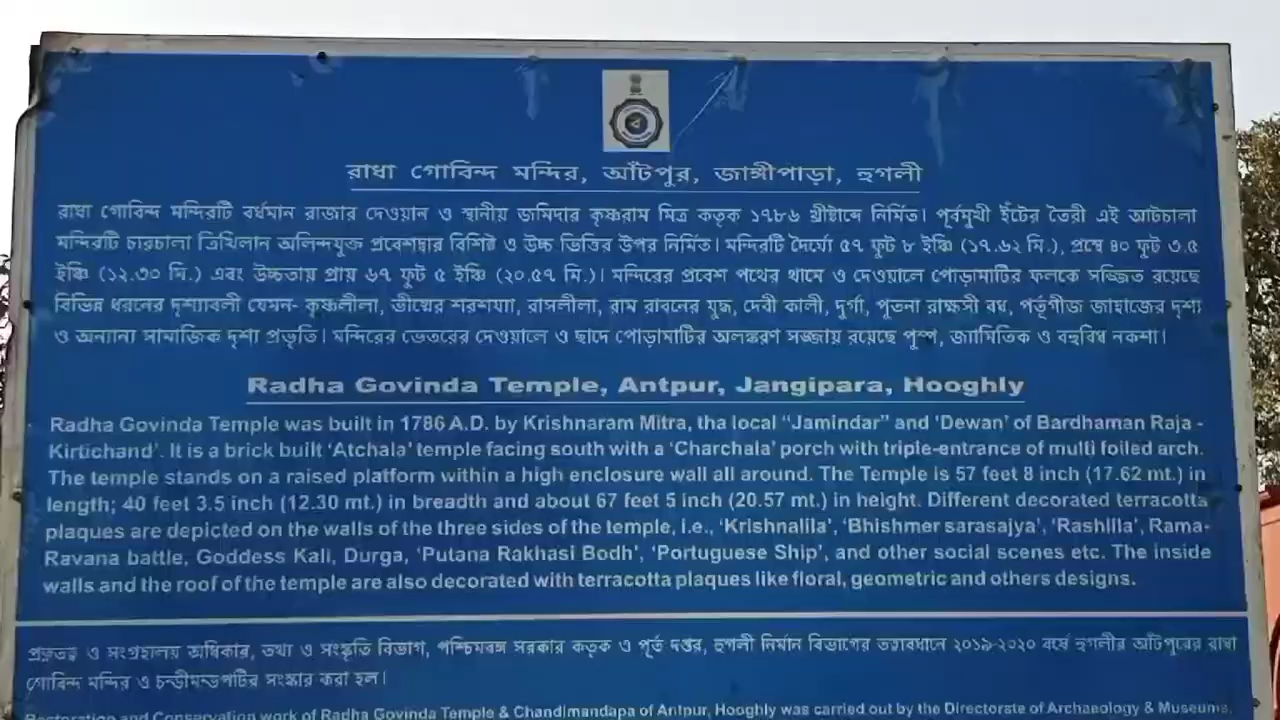 রাধা গোবিন্দ মন্দির, আঁটপুর, জাঙ্গীপাড়া, হুগলী
রাধা গোবিন্দ মন্দিরটি বর্ধমান রাজার দেওয়ান ও স্থানীয় জমিদার কৃষ্ণরাম মিত্র কতৃক ১৭৮৬ খ্রীষ্টাব্দে নির্মিত। পূর্বমুখী ইঁটের তৈরী এই আটচালা
মন্দিরটি চারচালা ত্রিখিলান অলিন্দযুক্ত প্রবেশদ্বার বিশিষ্ট ও উচ্চ ভিত্তির উপর নির্মিত। মন্দিরটি দৈর্ঘ্যে ৫৭ ফুট ৮ ইঞ্চি (১৭.৬২ মি.), প্রস্থে ৪০ ফুট ৩.৫
ইঞ্চি (১২.৩০ মি.) এবং উচ্চতায় প্রায় ৬৭ ফুট ৫ ইঞ্চি (২০.৫৭ মি.)। মন্দিরের প্রবেশ পথের থামে ও দেওয়ালে পোড়ামাটির ফলকে সজ্জিত রয়েছে
বিভিন্ন ধরনের দৃশ্যাবলী যেমন- কৃষ্ণলীলা, ভীষ্মের শরশয্যা, রাসলীলা, রাম রাবনের যুদ্ধ, দেবী কালী, দুর্গা, পূতনা রাক্ষসী বধ, পর্তুগীজ জাহাজের দৃশ্য
ও অন্যান্য সামাজিক দৃশ্য প্রভৃতি। মন্দিরের ভেতরের দেওয়ালে ও ছাদে পোড়ামাটির অলঙ্করণ সজ্জায় রয়েছে পুষ্প, জ্যামিতিক ও বহুবিধ নকশা।
Radha Govinda Temple, Antpur, Jangipara, Hooghly
Radha Govinda Temple was built in 1786 A.D. by Krishnaram Mitra, tha local "Jamindar" and 'Dewan' of Bardhaman Raja -
Kirtichand'. It is a brick built 'Atchala' temple facing south with a 'Charchala' porch with triple-entrance of multi foiled arch.
The temple stands on a raised platform within a high enclosure wall all around. The Temple is 57 feet 8 inch (17.62 mt.) in
length; 40 feet 3.5 inch (12.30 mt.) in breadth and about 67 feet 5 inch (20.57 mt.) in height. Different decorated terracotta
plaques are depicted on the walls of the three sides of the temple, i.e., 'Krishnalila', 'Bhishmer sarasajya', 'Rashlila', Rama-
Ravana battle, Goddess Kali, Durga, 'Putana Rakhasi Bodh', 'Portuguese Ship', and other social scenes etc. The inside
walls and the roof of the temple are also decorated with terracotta plaques like floral, geometric and others designs.
প্রত্নতত্ত্ব ও সংগ্রহালয় অধিকার, তথ্য ও সংস্কৃতি বিভাগ, পশ্চিমবঙ্গ সরকার কতৃক ও পূর্ত দপ্তর, হুগলী নির্মান বিভাগের তত্বাবধানে ২০১৯-২০২০ বর্ষে হুগলীর আঁটপুরের রাধা
গোবিন্দ মন্দির ও চন্ডীমন্ডপটির সংস্কার করা হল।
Restoration and Conservation work of Radha Govinda Temple & Chandimandapa of Antpur, Hooghly was carried out by the Directorate of Archaeology & Museums,